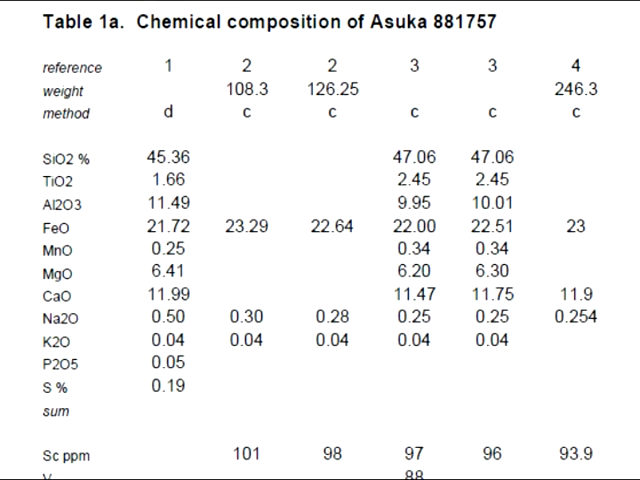 Table 1a. Chemical composition of Asuka 881757
reference 1 2 2 3 3 4
weight 108.3 126.25 246.3
method d c c c c c
SiO2 % 45.36 47.06 47.06
TiO2 1.66 2.45 2.45
Al2O3 11.49 9.95 10.01
FeO 21.72 23.29 22.64 22.00 22.51 23
MnO 0.25 0.34 0.34
MgO 6.41 6.20 6.30
CaO 11.99 11.47 11.75 11.9
Na2O 0.50 0.30 0.28 0.25 0.25 0.254
K2O 0.04 0.04 0.04 0.04 0.04
P2O5 0.05
S % 0.19
sum
Sc ppm 101 98 97 96 93.9
V 88